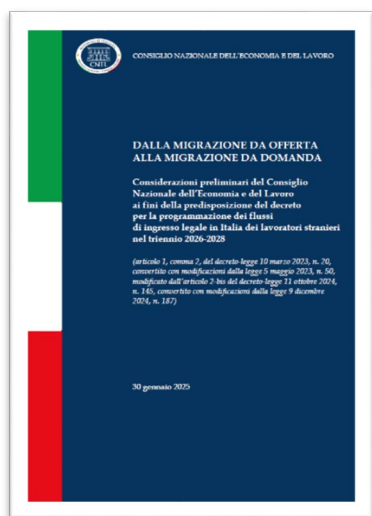 CNEL
CONSIGLIO NAZIONALE DELL'ECONOMIA E DEL LAVORO
DALLA MIGRAZIONE DA OFFERTA
ALLA MIGRAZIONE DA DOMANDA
Considerazioni preliminari del Consiglio
Nazionale dell'Economia e del Lavoro
ai fini della predisposizione del decreto
per la programmazione dei flussi
di ingresso legale in Italia dei lavoratori stranieri
nel triennio 2026-2028
(articolo 1, comma 2, del decreto-legge 10 marzo 2023, n. 20,
convertito con modificazioni dalla legge 5 maggio 2023, n. 50,
modificato dall'articolo 2-bis del decreto-legge 11 ottobre 2024,
n. 145, convertito con modificazioni dalla legge 9 dicembre
2024, n. 187)
30 gennaio 2025